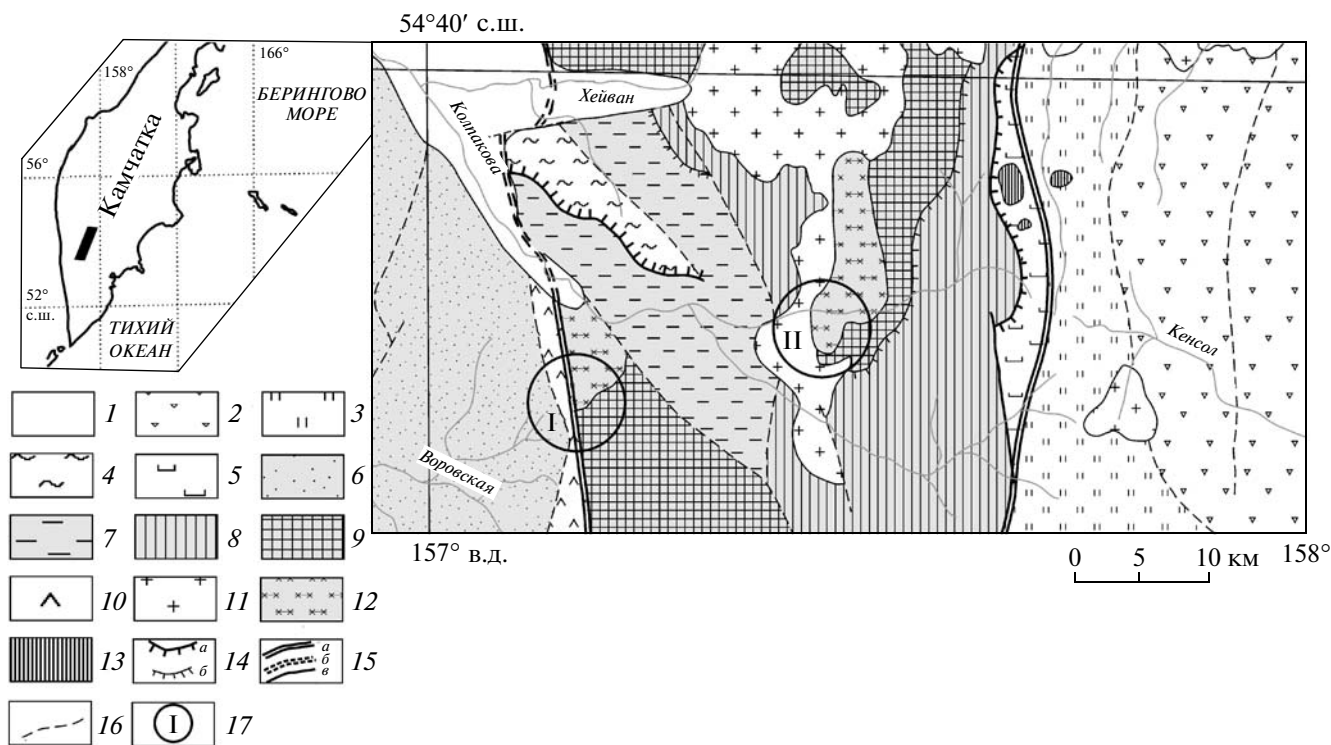 54°40′ с.ш.
158°
166°
БЕРИНГОВО
МОРЕ
56°
Камчатка
52°
с.ш.
ТИХИЙ
ОКЕАН
Хейван
Колпакова
Воровская
Кенсол
I
II
157° в.д.
158°
0 5 10 км
1 2 3
4 5 6
7 8 9
10 11 12
13 а б 14 а б в 15
16 I 17